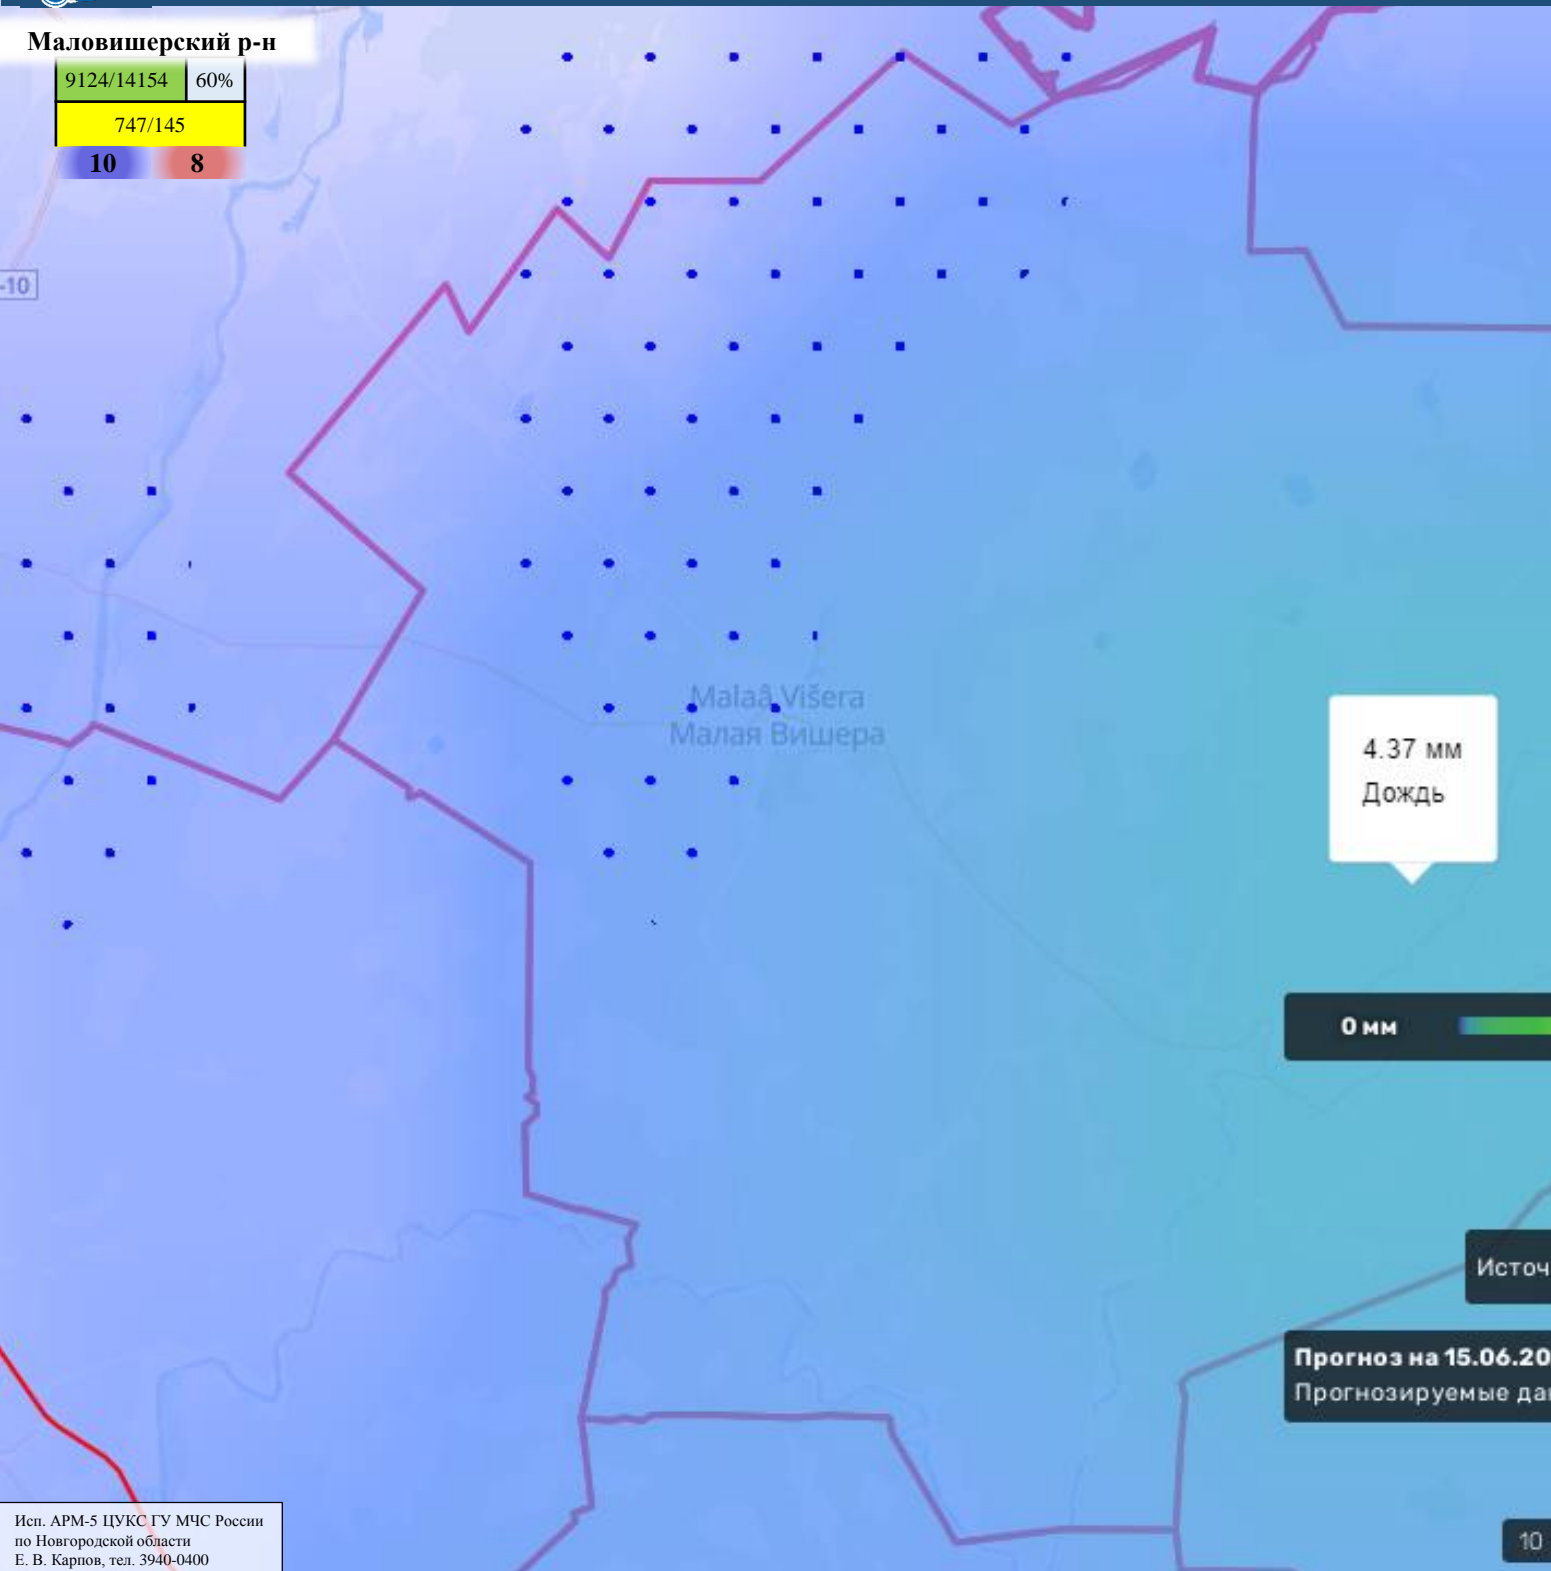 Маловишерский р-н
9124/14154 60%
747/145
10 8
-10
Malaâ Višera
Малая Вишера
4.37 мм
Дождь
0 мм
Источ
Прогноз на 15.06.20
Прогнозируемые да
10
Исп. АРМ-5 ЦУКС ГУ МЧС России
по Новгородской области
Е. В. Карпов, тел. 3940-0400